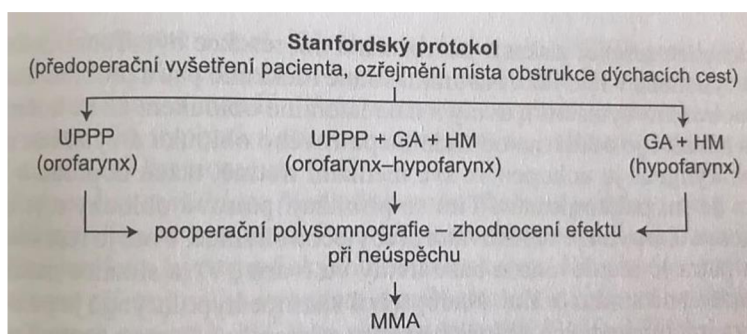 Stanfordský protokol
(předoperační vyšetření pacienta, ozřejmění místa obstrukce dýchacích cest)
UPPP
(orofarynx)
UPPP + GA + HM
(orofarynx–hypofarynx)
GA + HM
(hypofarynx)
pooperační polysomnografie – zhodnocení efektu
při neúspěchu
MMA